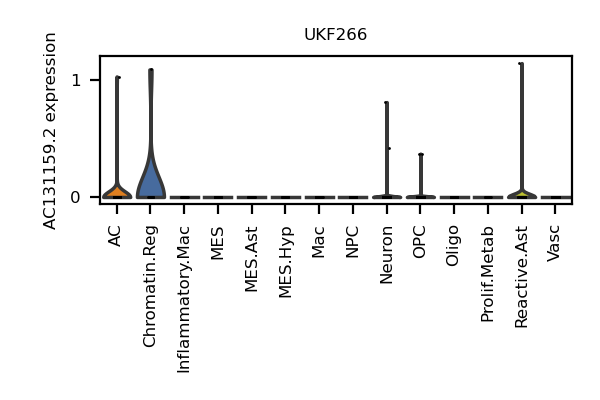 UKF266
AC131159.2 expression
1
0
AC
Chromatin.Reg
Inflammatory.Mac
MES
MES.Ast
MES.Hyp
Mac
NPC
Neuron
OPC
Oligo
Prolif.Metab
Reactive.Ast
Vasc